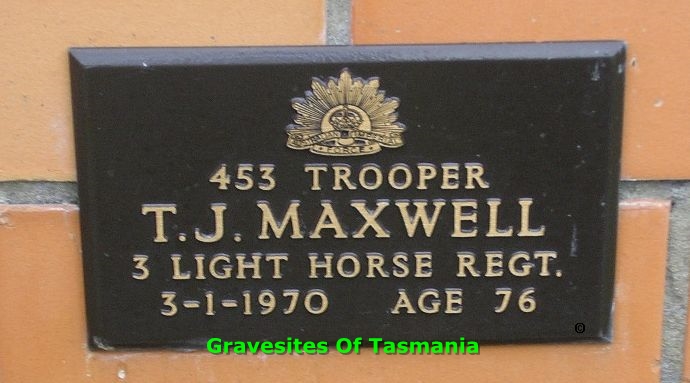 453 TROOPER
T.J. MAXWELL
3 LIGHT HORSE REGT.
3-1-1970 AGE 76
©
Gravesites Of Tasmania